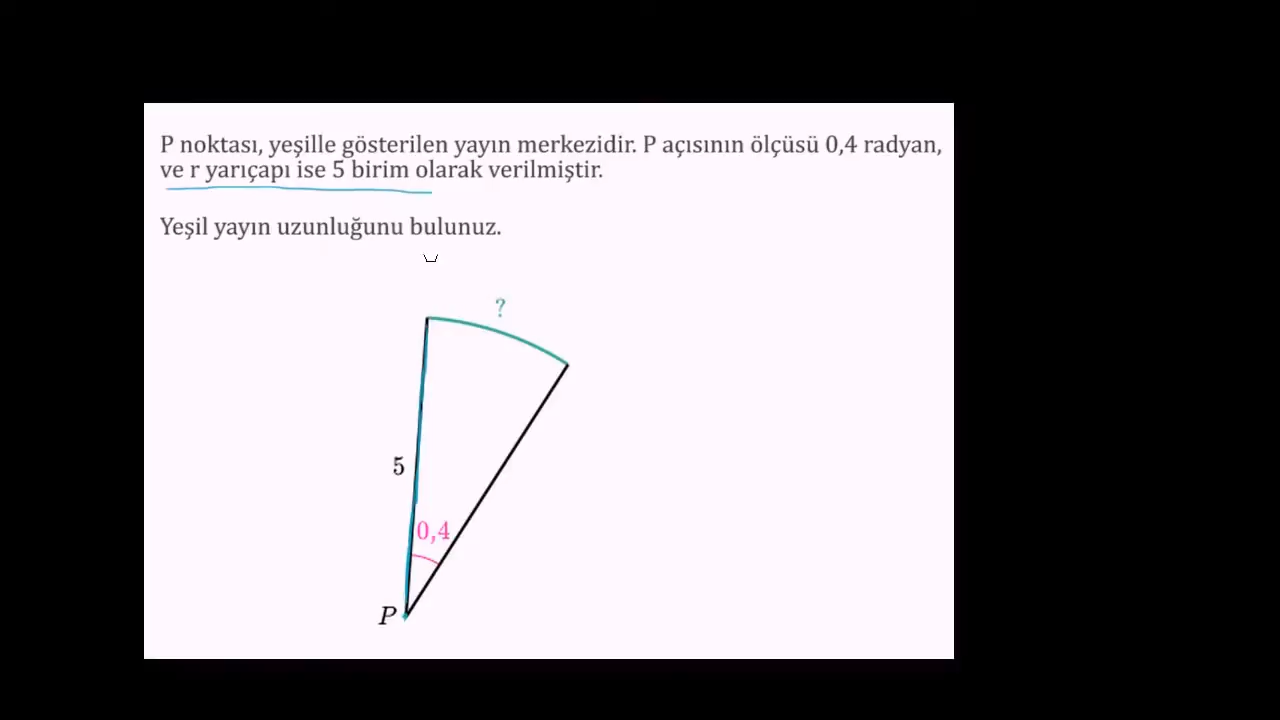 P noktası, yeşille gösterilen yayın merkezidir. P açısının ölçüsü 0,4 radyan,
ve r yarıçapı ise 5 birim olarak verilmiştir.
Yeşil yayın uzunluğunu bulunuz.
?
5
0,4
P